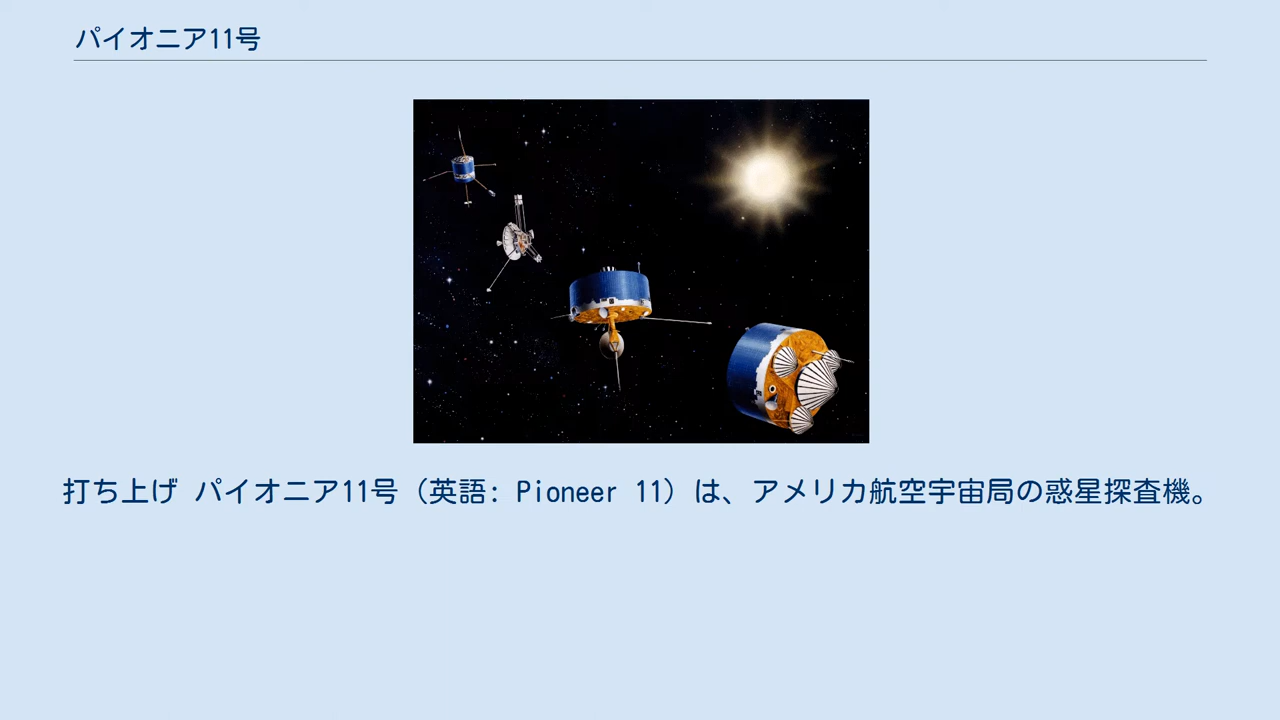 パイオニア11号
打ち上げ パイオニア11号（英語: Pioneer 11）は、アメリカ航空宇宙局の惑星探査機。